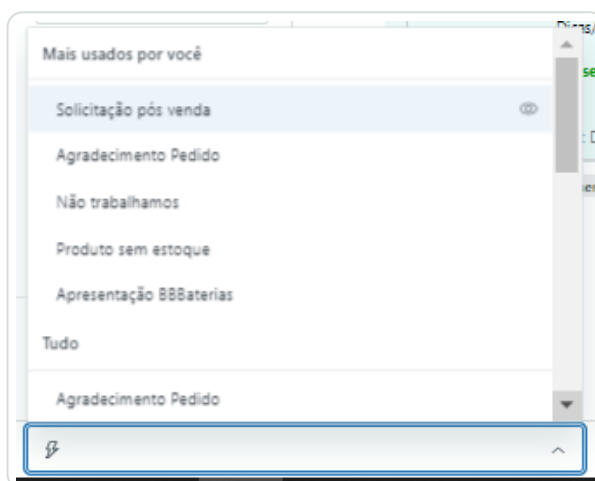 Mais usados por você
Solicitação pós venda
Agradecimento Pedido
Não trabalhamos
Produto sem estoque
Apresentação BBBaterias
Tudo
Agradecimento Pedido